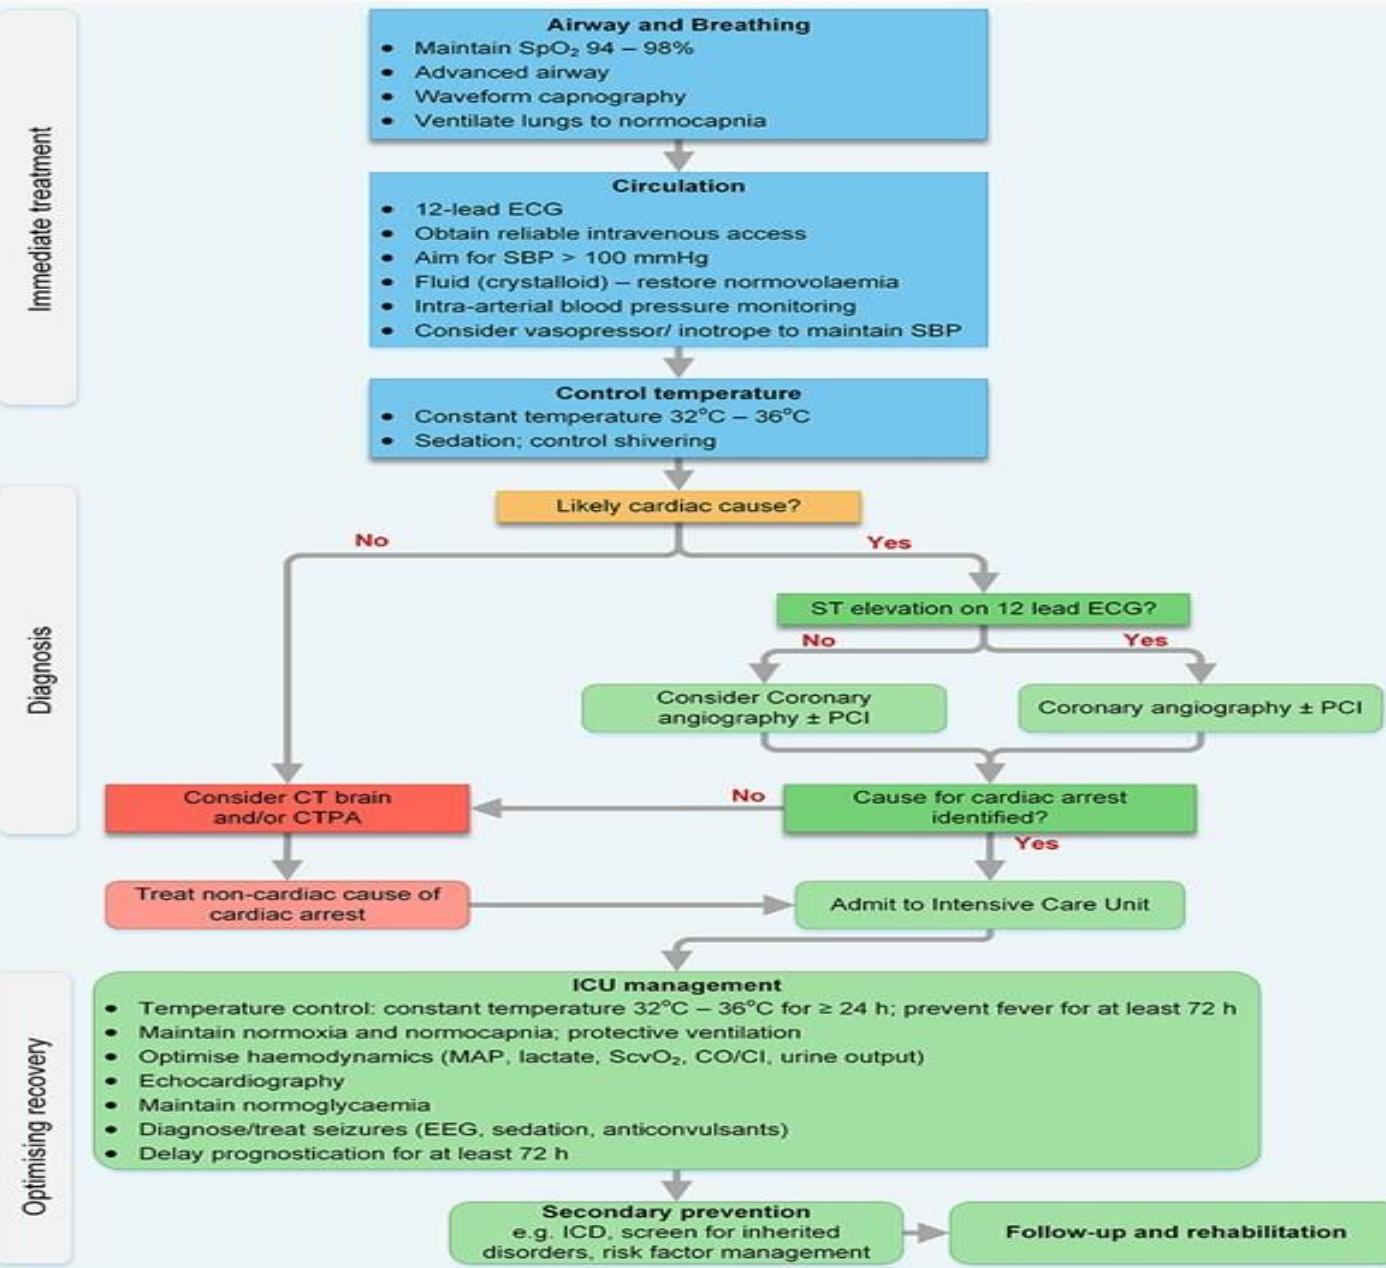 Immediate treatment
Airway and Breathing
• Maintain SpO₂ 94 – 98%
• Advanced airway
• Waveform capnography
• Ventilate lungs to normocapnia
Circulation
• 12-lead ECG
• Obtain reliable intravenous access
• Aim for SBP > 100 mmHg
• Fluid (crystalloid) – restore normovolaemia
• Intra-arterial blood pressure monitoring
• Consider vasopressor/ inotrope to maintain SBP
Control temperature
• Constant temperature 32°C – 36°C
• Sedation; control shivering
Diagnosis
Likely cardiac cause?
No
Yes
ST elevation on 12 lead ECG?
No
Yes
Consider Coronary
angiography ± PCI
Coronary angiography ± PCI
Consider CT brain
and/or CTPA
No
Cause for cardiac arrest
identified?
Yes
Treat non-cardiac cause of
cardiac arrest
Admit to Intensive Care Unit
Optimising recovery
ICU management
• Temperature control: constant temperature 32°C – 36°C for ≥ 24 h; prevent fever for at least 72 h
• Maintain normoxia and normocapnia; protective ventilation
• Optimise haemodynamics (MAP, lactate, ScvO₂, CO/CI, urine output)
• Echocardiography
• Maintain normoglycaemia
• Diagnose/treat seizures (EEG, sedation, anticonvulsants)
• Delay prognostication for at least 72 h
Secondary prevention
e.g. ICD, screen for inherited
disorders, risk factor management
Follow-up and rehabilitation